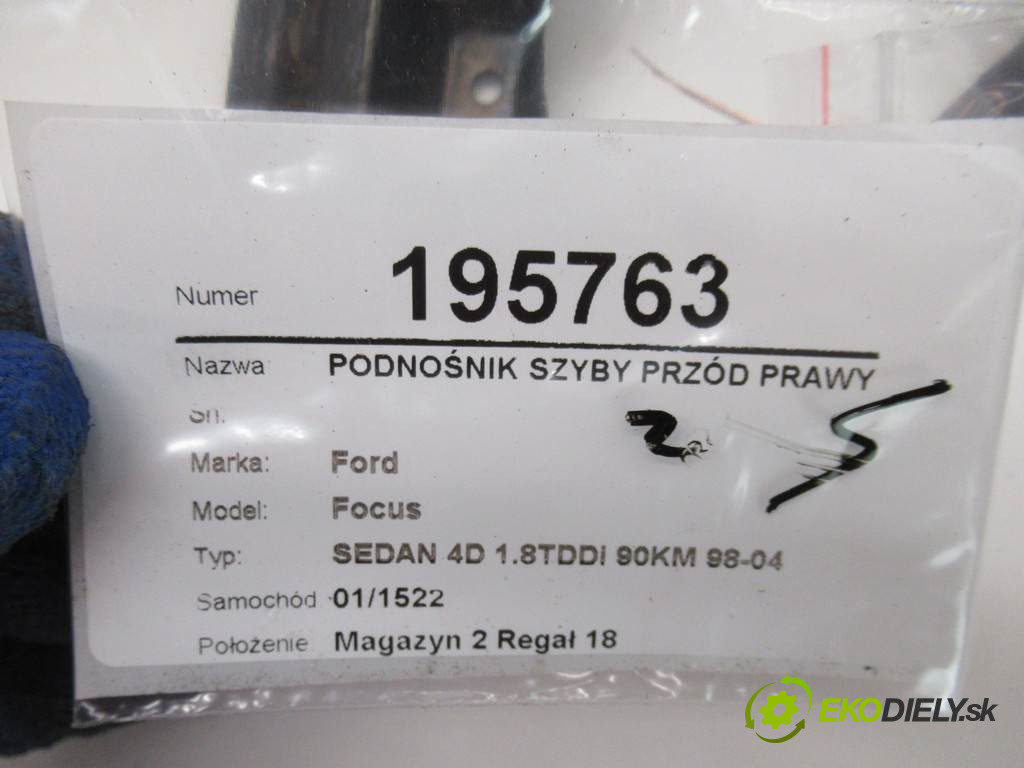 Numer 195763
Nazwa PODNOŚNIK SZYBY PRZÓD PRAWY
Sn:
Marka: Ford
Model: Focus
Typ: SEDAN 4D 1.8TDDi 90KM 98-04
Samochód 01/1522
Położenie Magazyn 2 Regał 18
EKODIELY.sk